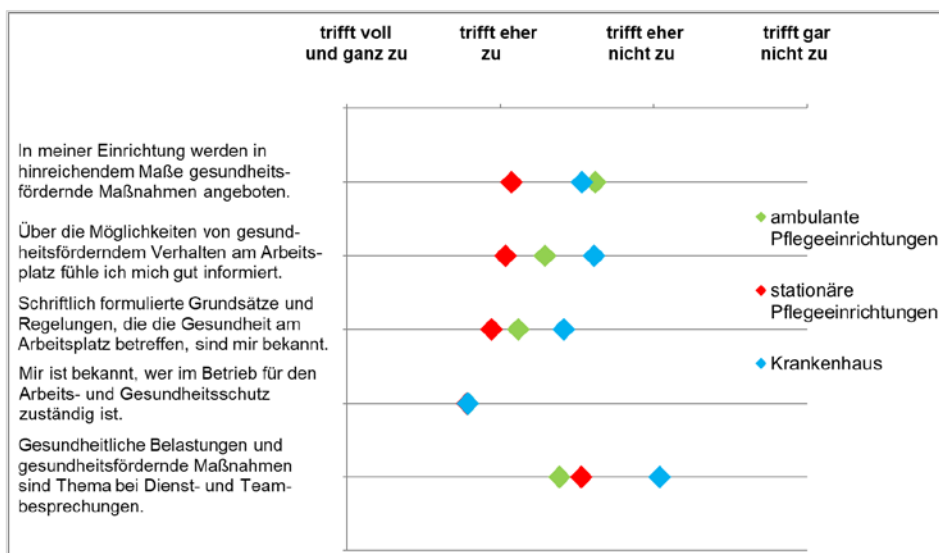 trifft voll
und ganz zu
trifft eher
zu
trifft eher
nicht zu
trifft gar
nicht zu
In meiner Einrichtung werden in
hinreichendem Maße gesundheits-
fördernde Maßnahmen angeboten.
Über die Möglichkeiten von gesund-
heitsförderndem Verhalten am Arbeits-
platz fühle ich mich gut informiert.
Schriftlich formulierte Grundsätze und
Regelungen, die die Gesundheit am
Arbeitsplatz betreffen, sind mir bekannt.
Mir ist bekannt, wer im Betrieb für den
Arbeits- und Gesundheitsschutz
zuständig ist.
Gesundheitliche Belastungen und
gesundheitsfördernde Maßnahmen
sind Thema bei Dienst- und Team-
besprechungen.
ambulante
Pflegeeinrichtungen
stationäre
Pflegeeinrichtungen
Krankenhaus